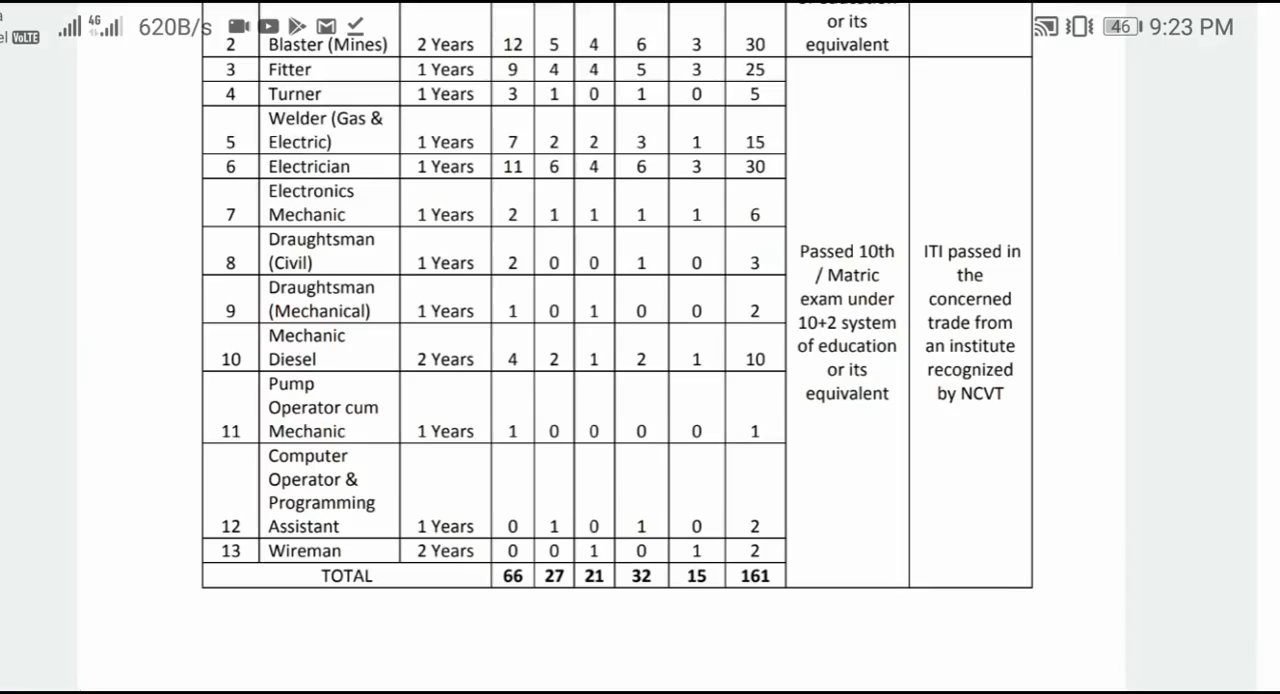 a
el VoLTE 4G 620B/s 46 9:23 PM
of education
or its
equivalent
2 Blaster (Mines) 2 Years 12 5 4 6 3 30
3 Fitter 1 Years 9 4 4 5 3 25
4 Turner 1 Years 3 1 0 1 0 5
Welder (Gas &
5 Electric) 1 Years 7 2 2 3 1 15
6 Electrician 1 Years 11 6 4 6 3 30
Electronics
7 Mechanic 1 Years 2 1 1 1 1 6
Draughtsman
8 (Civil) 1 Years 2 0 0 1 0 3
Draughtsman
9 (Mechanical) 1 Years 1 0 1 0 0 2
Mechanic
10 Diesel 2 Years 4 2 1 2 1 10
Pump
Operator cum
11 Mechanic 1 Years 1 0 0 0 0 1
Computer
Operator &
Programming
12 Assistant 1 Years 0 1 0 1 0 2
13 Wireman 2 Years 0 0 1 0 1 2
TOTAL 66 27 21 32 15 161
Passed 10th
/ Matric
exam under
10+2 system
of education
or its
equivalent
ITI passed in
the
concerned
trade from
an institute
recognized
by NCVT